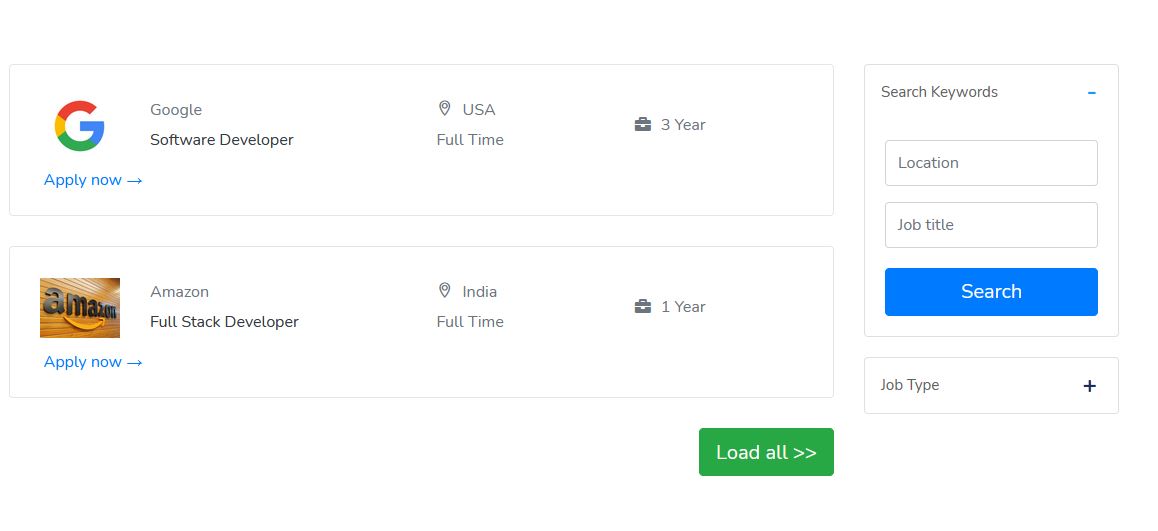 Google
Software Developer
USA
Full Time
3 Year
Apply now →
amazon
Amazon
Full Stack Developer
India
Full Time
1 Year
Apply now →
Load all >>
Search Keywords -
Location
Job title
Search
Job Type +